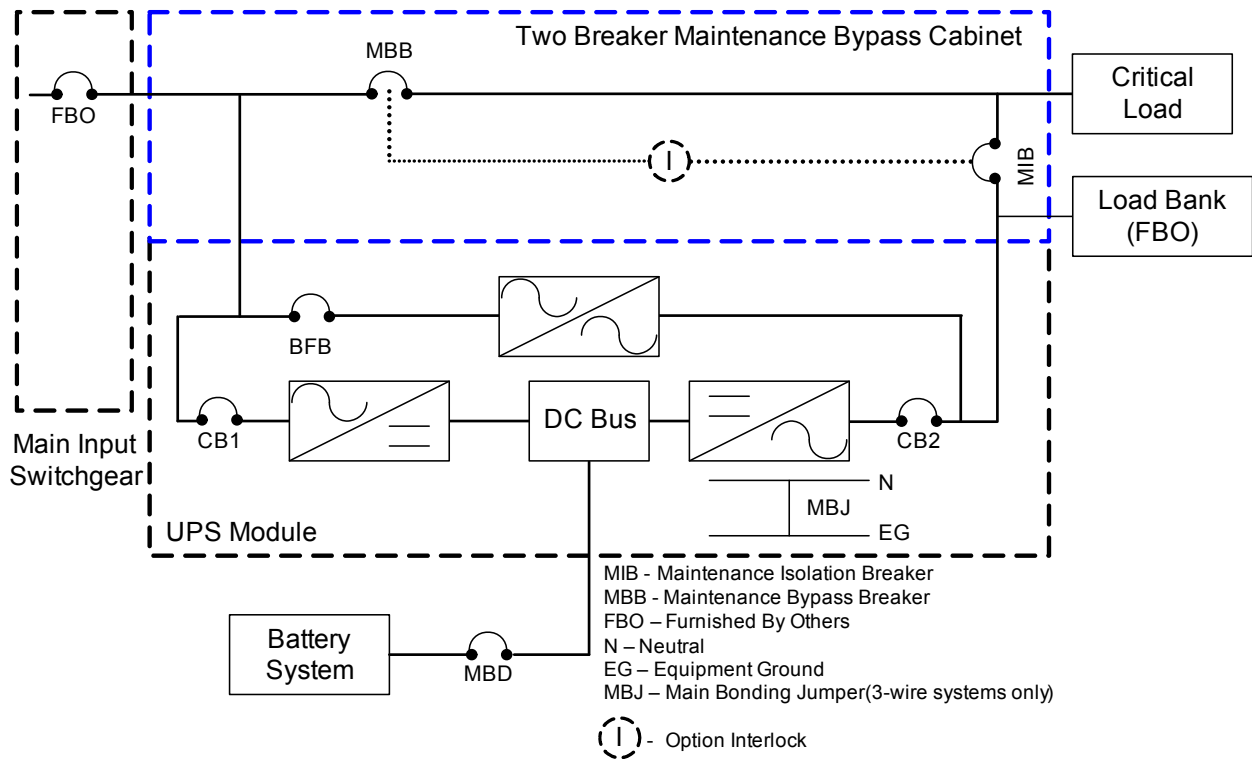 Two Breaker Maintenance Bypass Cabinet
MBB
FBO
Critical
Load
I
MIB
Load Bank
(FBO)
BFB
CB1
DC Bus
CB2
Main Input
Switchgear
N
MBJ
EG
UPS Module
Battery
System
MBD
MIB - Maintenance Isolation Breaker
MBB - Maintenance Bypass Breaker
FBO – Furnished By Others
N – Neutral
EG – Equipment Ground
MBJ – Main Bonding Jumper(3-wire systems only)
I - Option Interlock